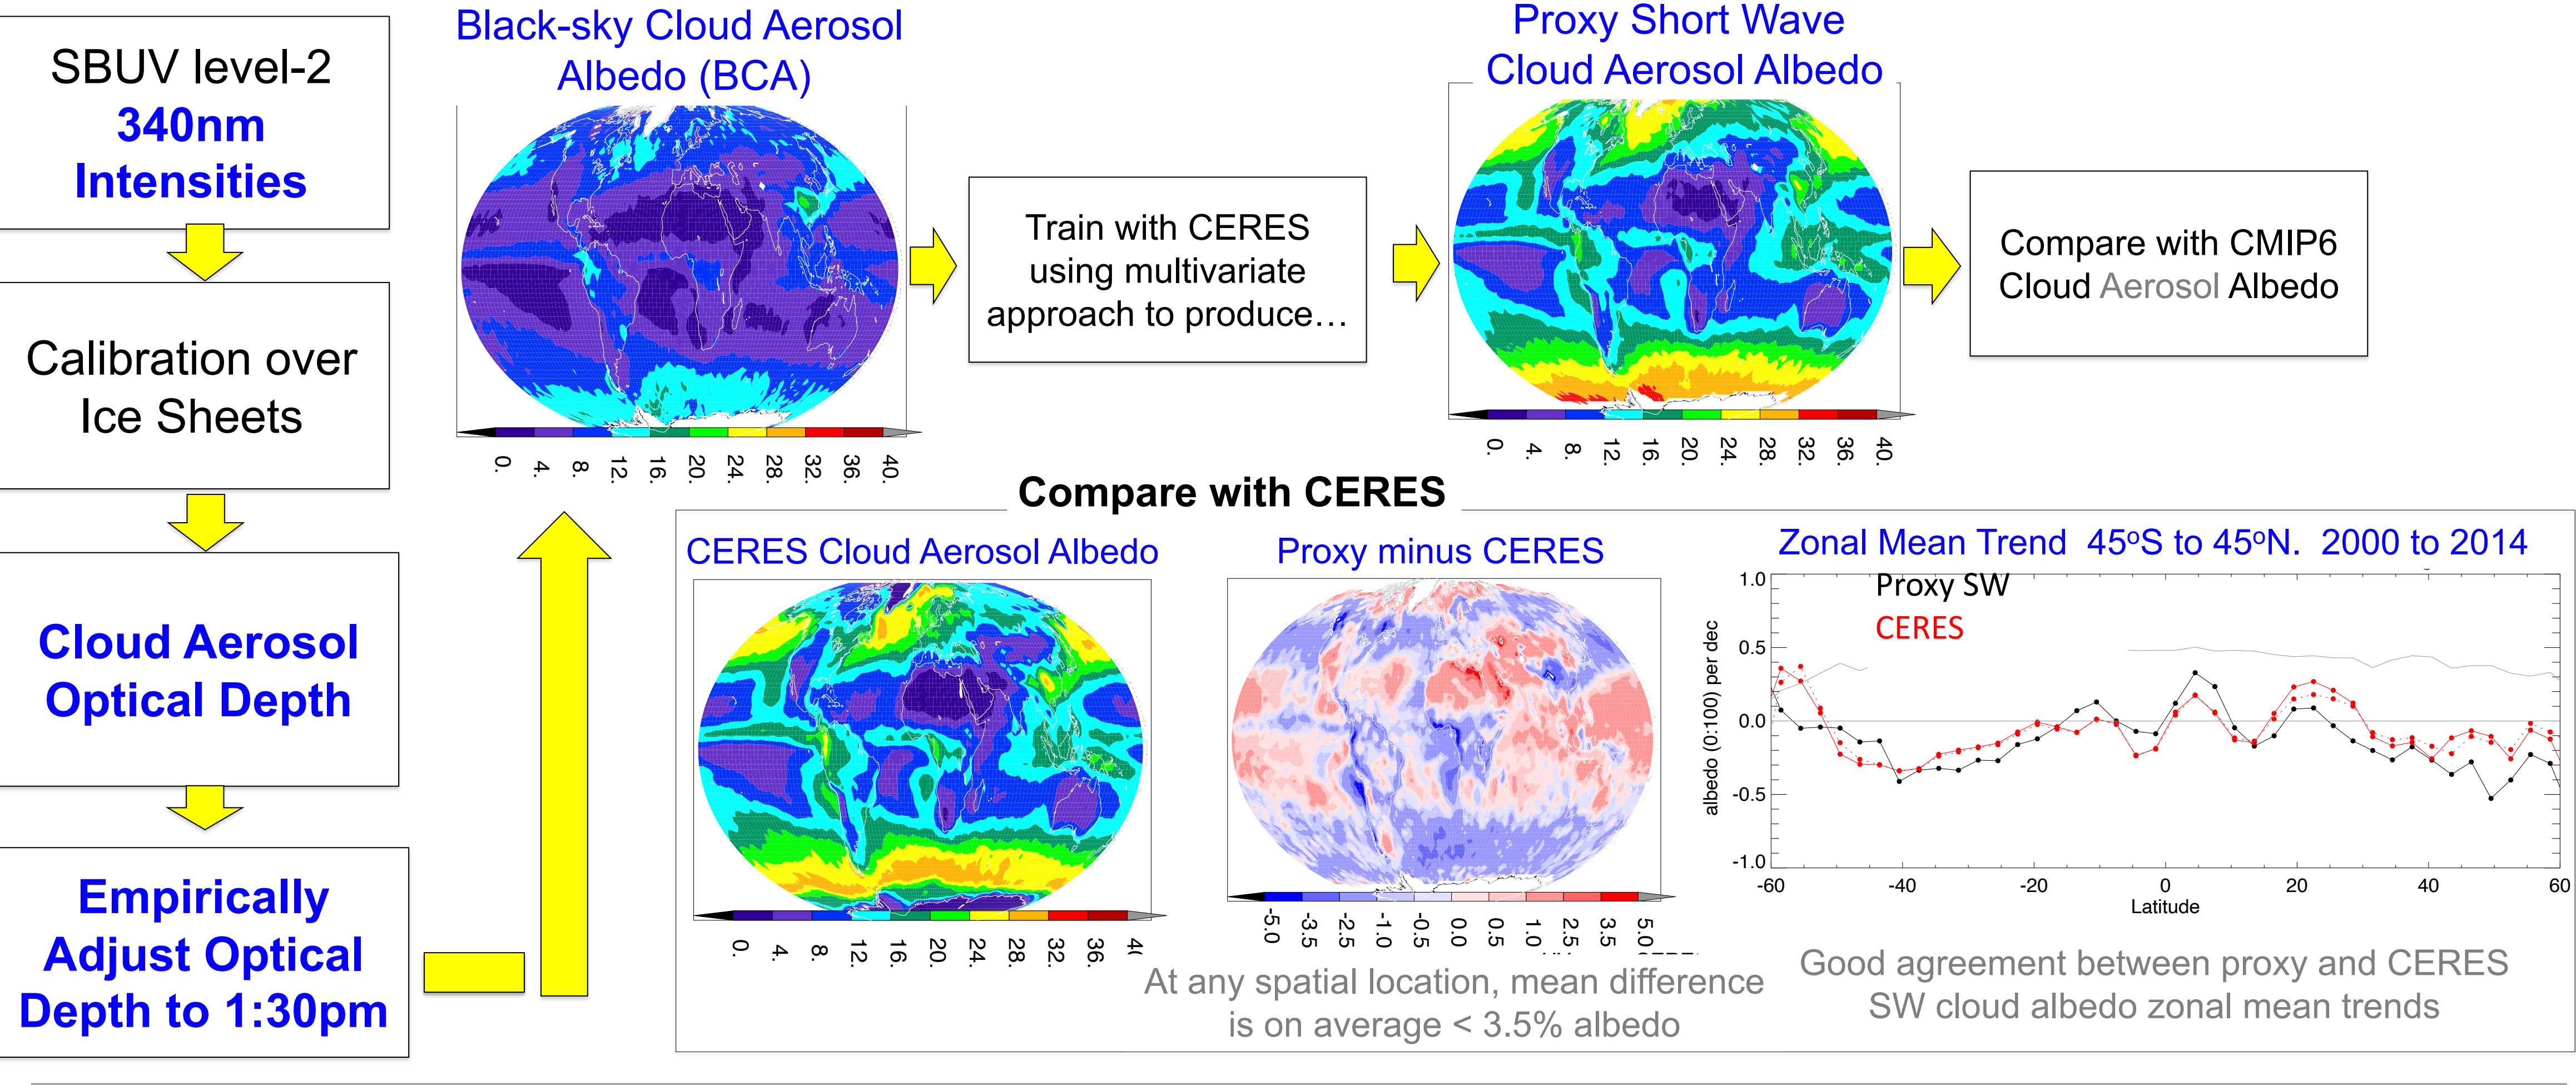 SBUV level-2
340nm
Intensities
Calibration over
Ice Sheets
Cloud Aerosol
Optical Depth
Empirically
Adjust Optical
Depth to 1:30pm
Black-sky Cloud Aerosol
Albedo (BCA)
0. 4. 8. 12. 16. 20. 24. 28. 32. 36. 40.
Train with CERES
using multivariate
approach to produce…
Proxy Short Wave
Cloud Aerosol Albedo
0. 4. 8. 12. 16. 20. 24. 28. 32. 36. 40.
Compare with CMIP6
Cloud Aerosol Albedo
Compare with CERES
CERES Cloud Aerosol Albedo
0. 4. 8. 12. 16. 20. 24. 28. 32. 36.
Proxy minus CERES
-5.0 -3.5 -2.5 -1.0 -0.5 0.0 0.5 1.0 2.5 3.5 5.0
At any spatial location, mean difference
is on average < 3.5% albedo
Zonal Mean Trend 45ºS to 45ºN. 2000 to 2014
Proxy SW
CERES
albedo (0:100) per dec
1.0
0.5
0.0
-0.5
-1.0
-60 -40 -20 0 20 40 60
Latitude
Good agreement between proxy and CERES
SW cloud albedo zonal mean trends